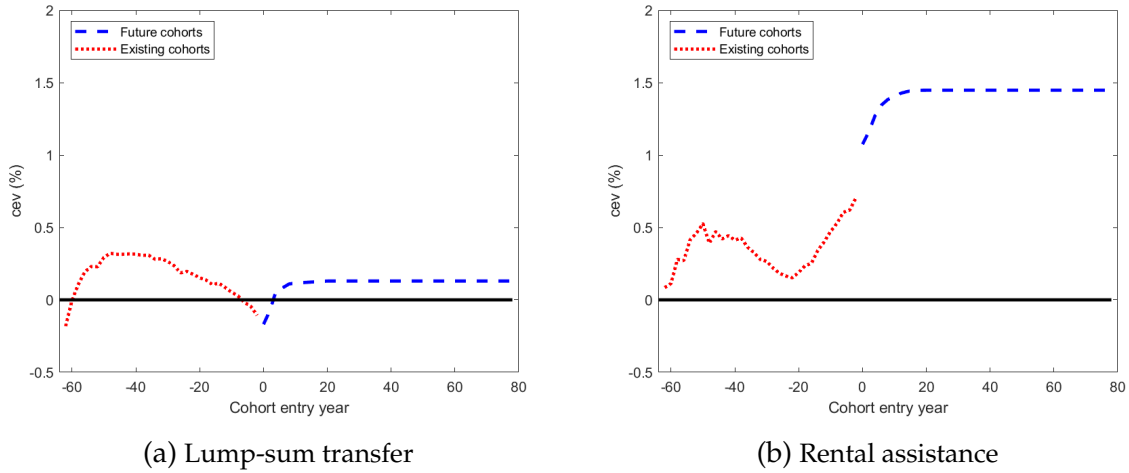 2
1.5
1
0.5
0
-0.5
cev (%)
Future cohorts
Existing cohorts
-60 -40 -20 0 20 40 60 80
Cohort entry year
(a) Lump-sum transfer
2
1.5
1
0.5
0
-0.5
cev (%)
Future cohorts
Existing cohorts
-60 -40 -20 0 20 40 60 80
Cohort entry year
(b) Rental assistance